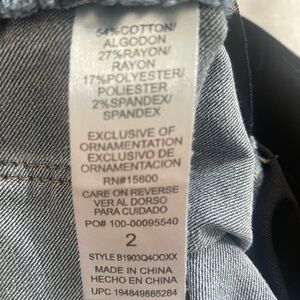 54%COTTON/
ALGODON
27%RAYON/
RAYON
17%POLYESTER/
POLIESTER
2%SPANDEX/
SPANDEX
EXCLUSIVE OF
ORNAMENTATION
EXCLUSIVO DE
ORNAMENTACION
RN#15600
CARE ON REVERSE
VER AL DORSO
PARA CUIDADO
PO# 100-00095540
2
STYLE B1903Q4OOXX
MADE IN CHINA
HECHO EN CHINA
UPC 194849885284